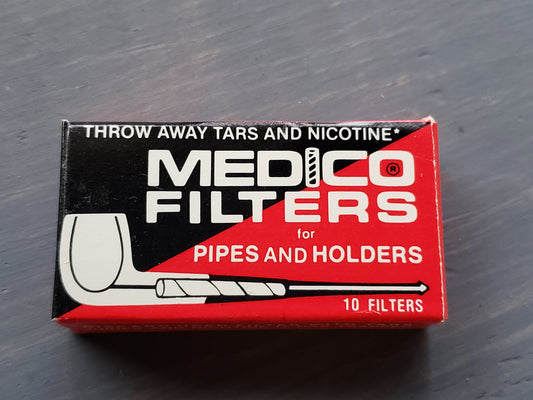 THROW AWAY TARS AND NICOTINE*
MEDICO®
FILTERS
for
PIPES AND HOLDERS
10 FILTERS